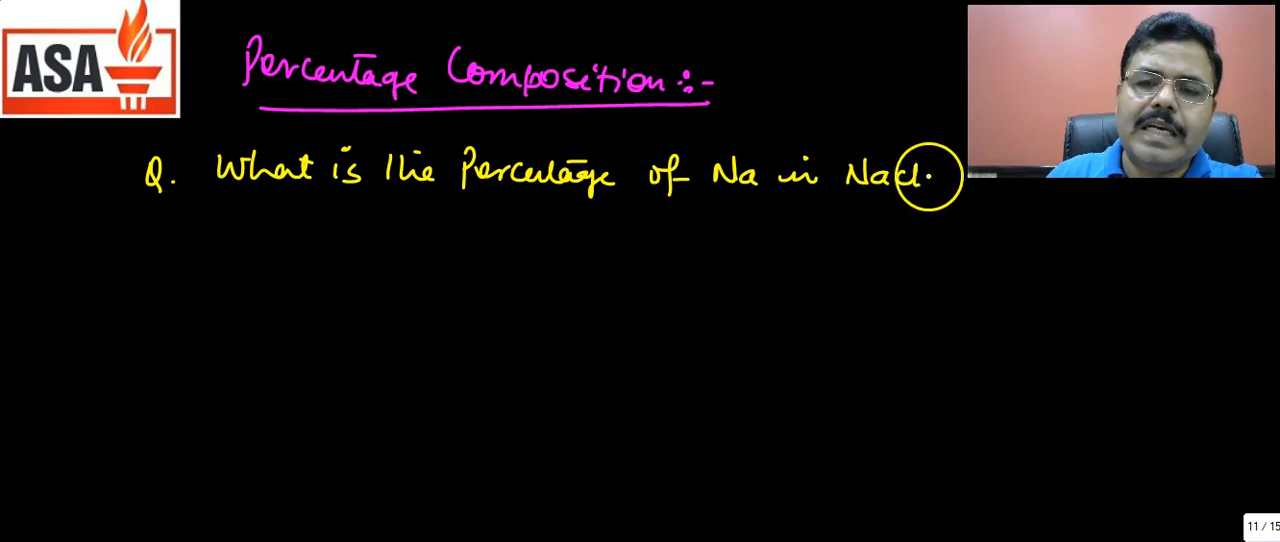 ASA
Percentage Composition :-
Q. What is the Percentage of Na in Nacl.
11 / 15